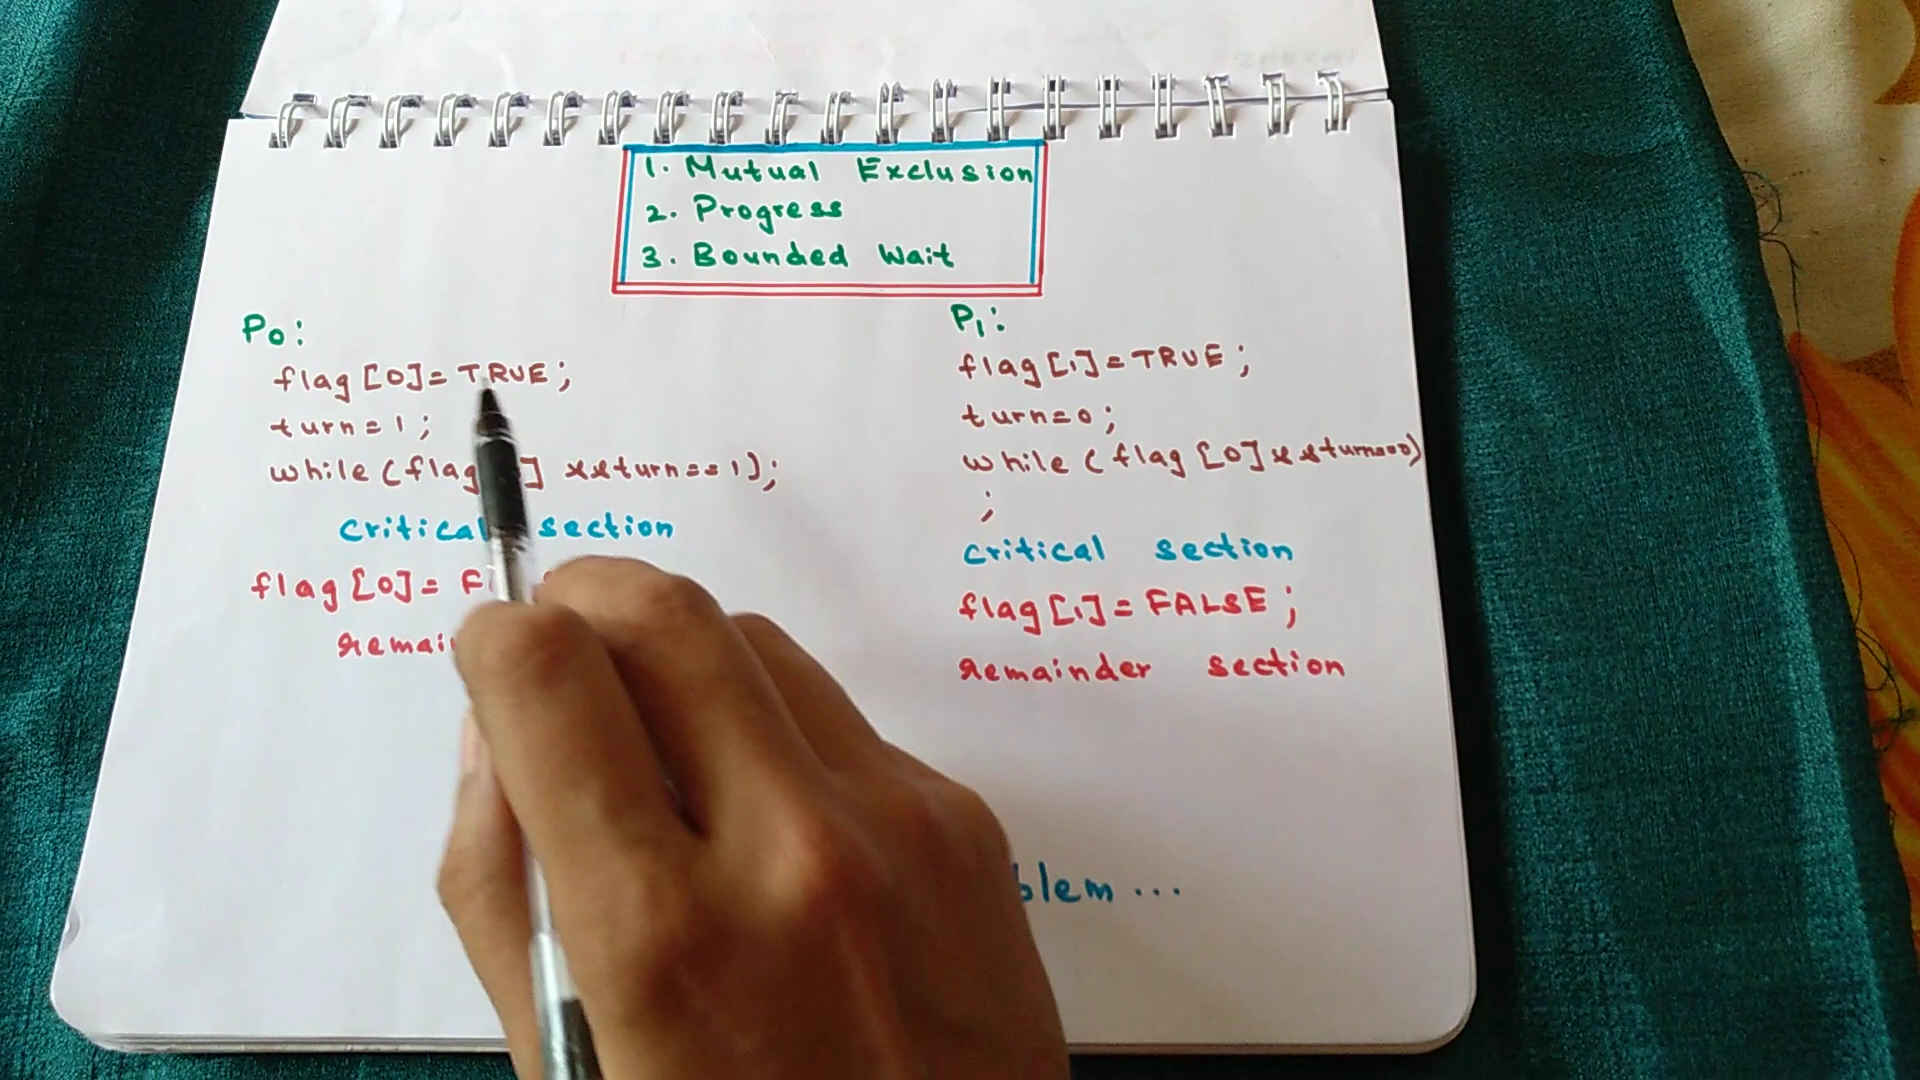 1. Mutual Exclusion
2. Progress
3. Bounded Wait
P0:
flag [0] = TRUE ;
turn = 1 ;
while ( flag ] &&turn == 1 ) ;
critical section
flag [0] =
P1:
flag [1] = TRUE ;
turn=0 ;
while ( flag [0] &&turn==0)
;
critical section
flag [1] = FALSE ;
remainder section
...